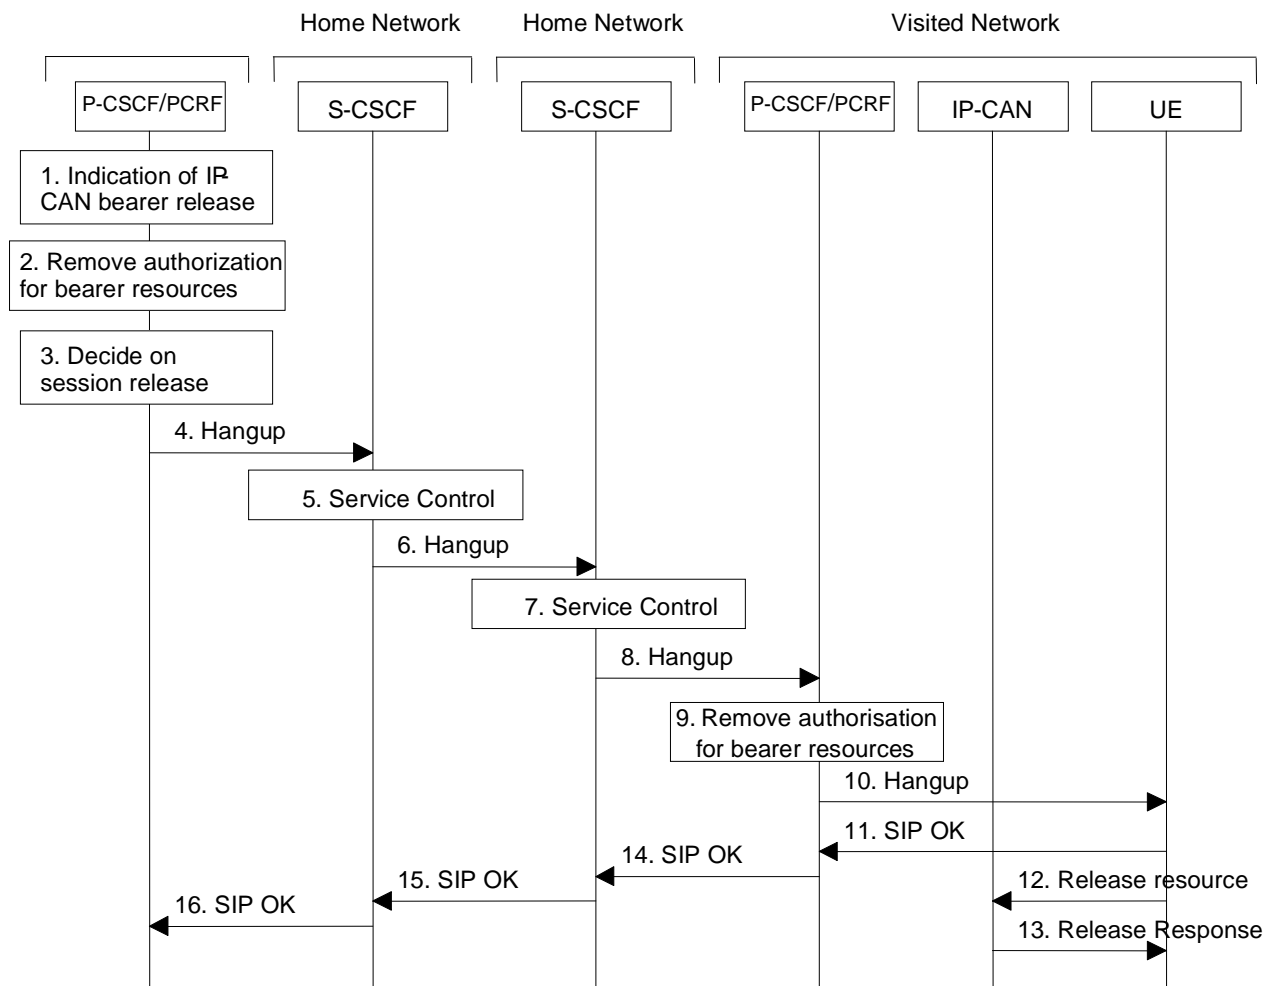 Home Network
Home Network
Visited Network
P-CSCF/PCRF
S-CSCF
S-CSCF
P-CSCF/PCRF
IP-CAN
UE
1. Indication of IP-
CAN bearer release
2. Remove authorization
for bearer resources
3. Decide on
session release
4. Hangup
5. Service Control
6. Hangup
7. Service Control
8. Hangup
9. Remove authorisation
for bearer resources
10. Hangup
11. SIP OK
14. SIP OK
15. SIP OK
12. Release resource
16. SIP OK
13. Release Response